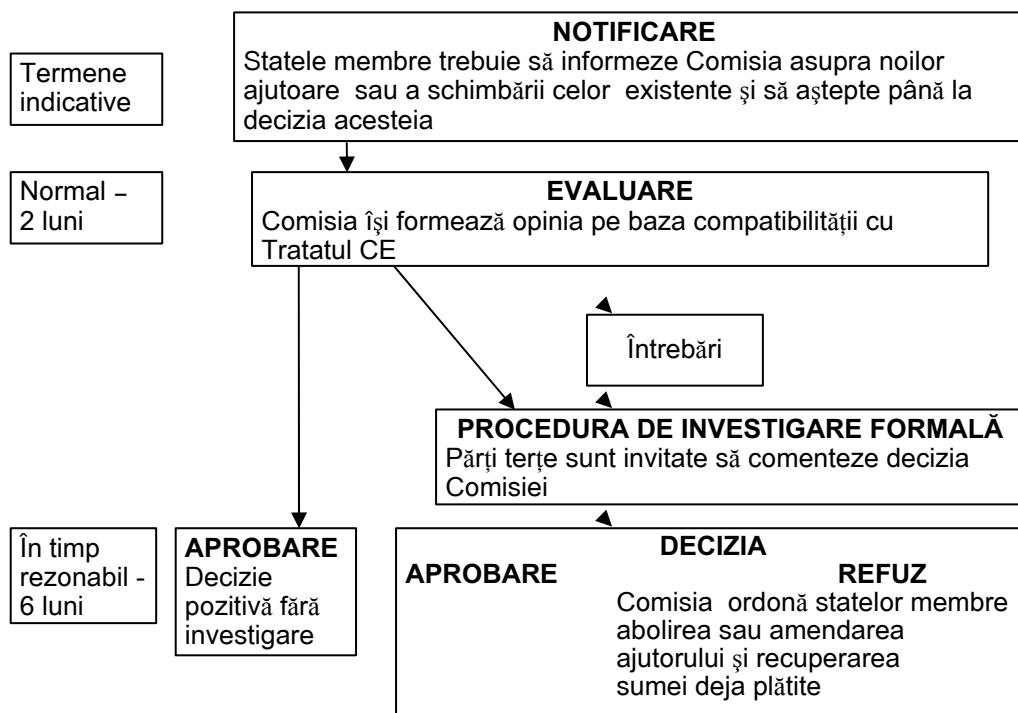 Termene
indicative
NOTIFICARE
Statele membre trebuie să informeze Comisia asupra noilor
ajutoare sau a schimbării celor existente şi să aştepte până la
decizia acesteia
Normal –
2 luni
EVALUARE
Comisia îşi formează opinia pe baza compatibilităţii cu
Tratatul CE
Întrebări
PROCEDURA DE INVESTIGARE FORMALĂ
Părţi terţe sunt invitate să comenteze decizia
Comisiei
În timp
rezonabil -
6 luni
APROBARE
Decizie
pozitivă fără
investigare
DECIZIA
APROBARE REFUZ
Comisia ordonă statelor membre
abolirea sau amendarea
ajutorului şi recuperarea
sumei deja plătite